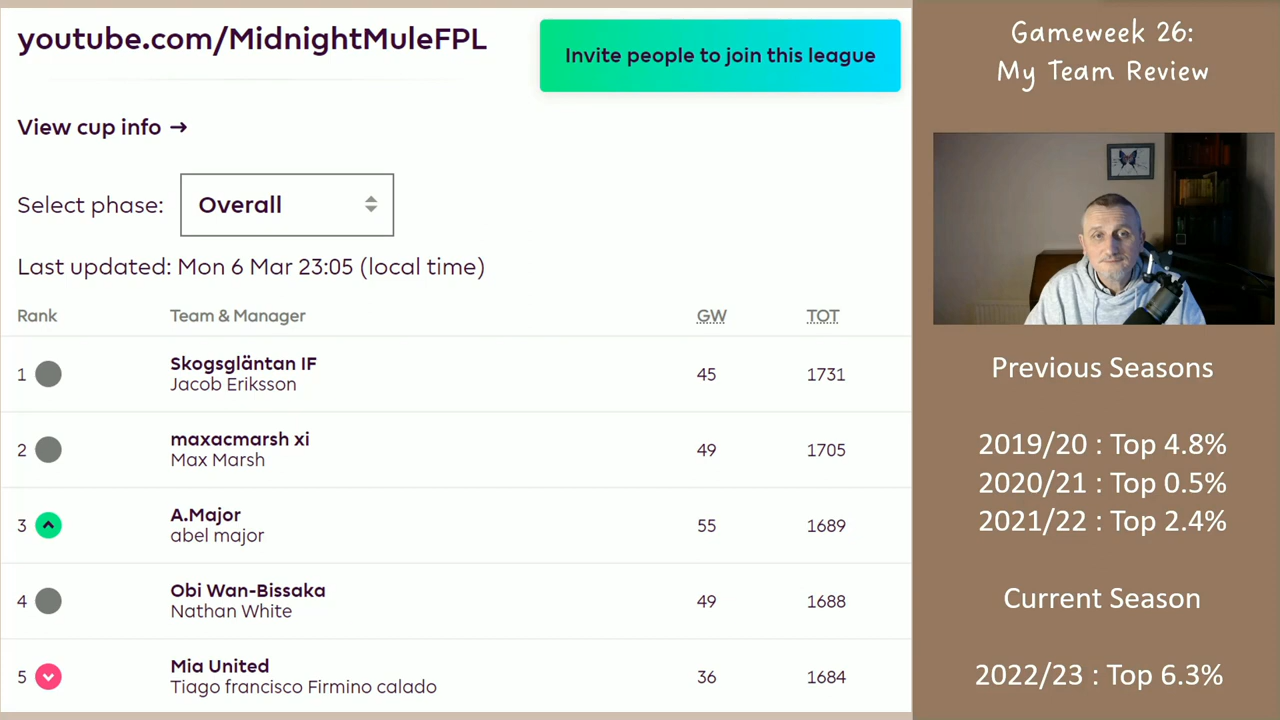 youtube.com/MidnightMuleFPL
Invite people to join this league
View cup info →
Select phase: Overall
Last updated: Mon 6 Mar 23:05 (local time)
Rank Team & Manager GW TOT
1 Skogsgläntan IF 45 1731
Jacob Eriksson
2 maxacmarsh xi 49 1705
Max Marsh
3 A.Major 55 1689
abel major
4 Obi Wan-Bissaka 49 1688
Nathan White
5 Mia United 36 1684
Tiago francisco Firmino calado
Gameweek 26:
My Team Review
Previous Seasons
2019/20 : Top 4.8%
2020/21 : Top 0.5%
2021/22 : Top 2.4%
Current Season
2022/23 : Top 6.3%